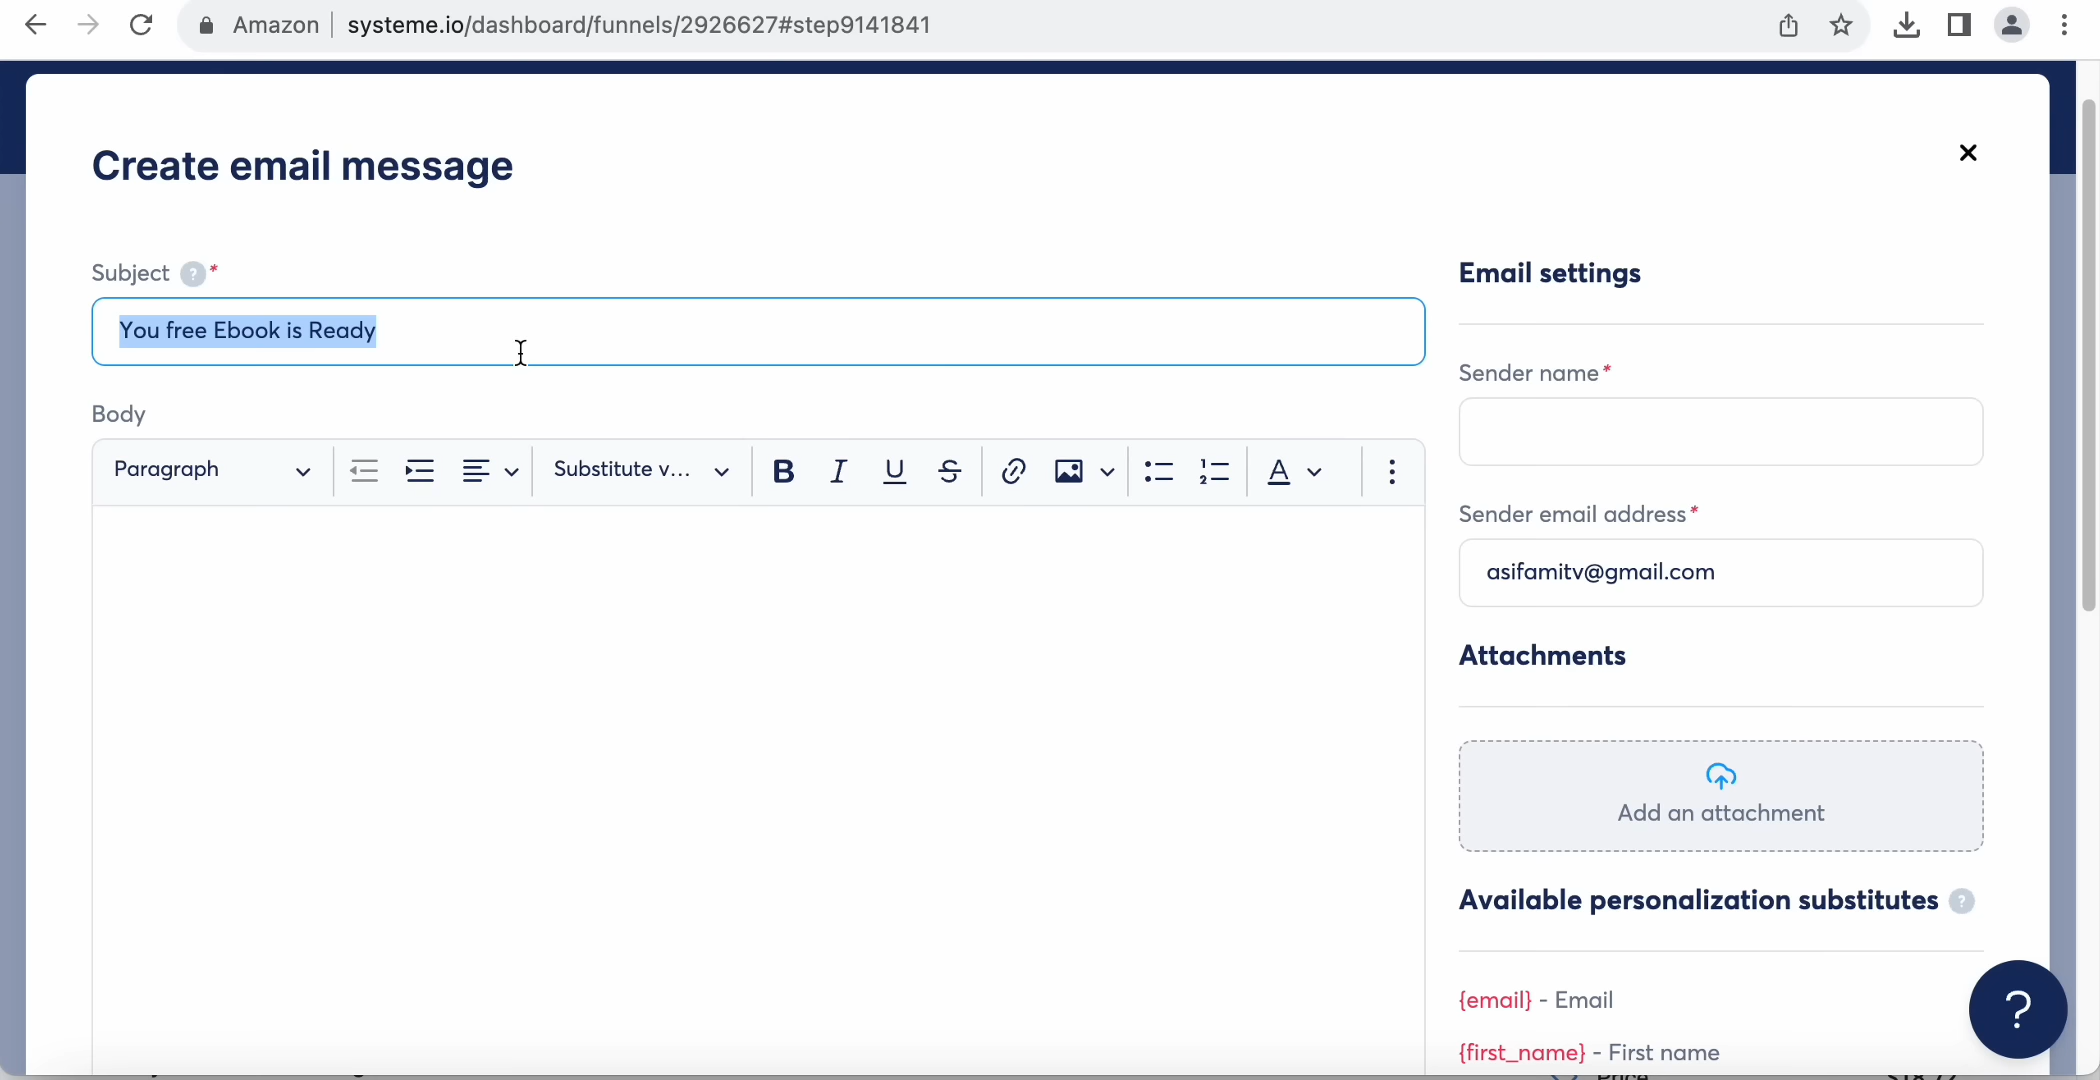 Amazon | systeme.io/dashboard/funnels/2926627#step9141841
Create email message
Subject ? *
You free Ebook is Ready
Body
Paragraph
Substitute v...
B I U S
A
Email settings
Sender name*
Sender email address*
asifamitv@gmail.com
Attachments
Add an attachment
Available personalization substitutes ?
{email} - Email
{first_name} - First name
?